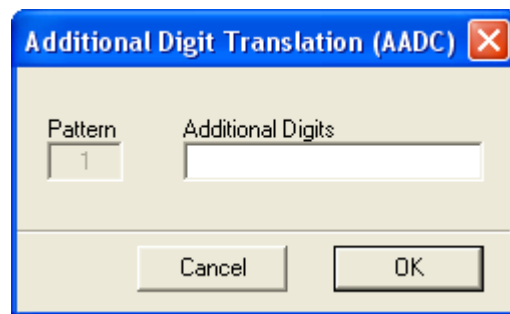 Additional Digit Translation (AADC)
Pattern Additional Digits
1
Cancel OK